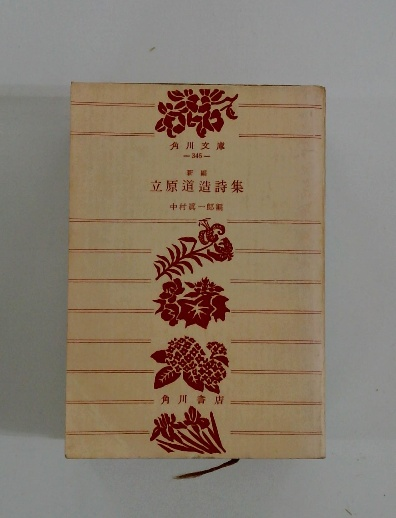 角川文庫
—345—
新編
立原道造詩集
中村眞一郎編
角川書店